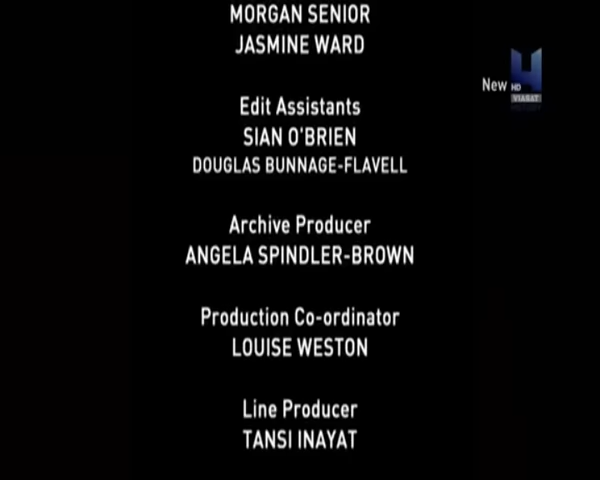 MORGAN SENIOR
JASMINE WARD
New HD
VIASAT
Edit Assistants
SIAN O'BRIEN
DOUGLAS BUNNAGE-FLAVELL
Archive Producer
ANGELA SPINDLER-BROWN
Production Co-ordinator
LOUISE WESTON
Line Producer
TANSI INAYAT